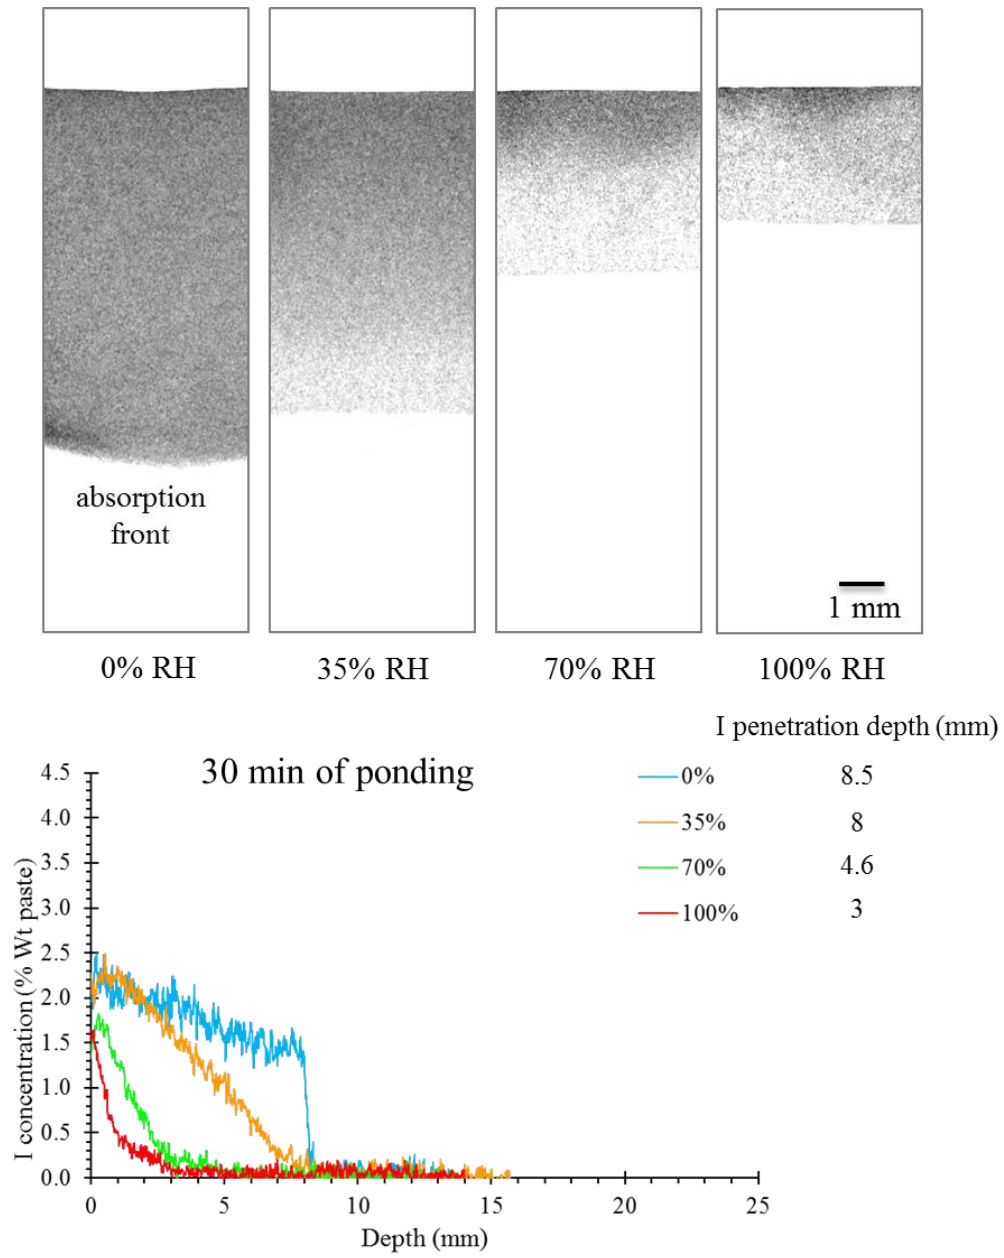 absorption
front
1 mm
0% RH
35% RH
70% RH
100% RH
I penetration depth (mm)
30 min of ponding
0% 8.5
35% 8
70% 4.6
100% 3
I concentration (% Wt paste)
4.5
4.0
3.5
3.0
2.5
2.0
1.5
1.0
0.5
0.0
0 5 10 15 20 25
Depth (mm)